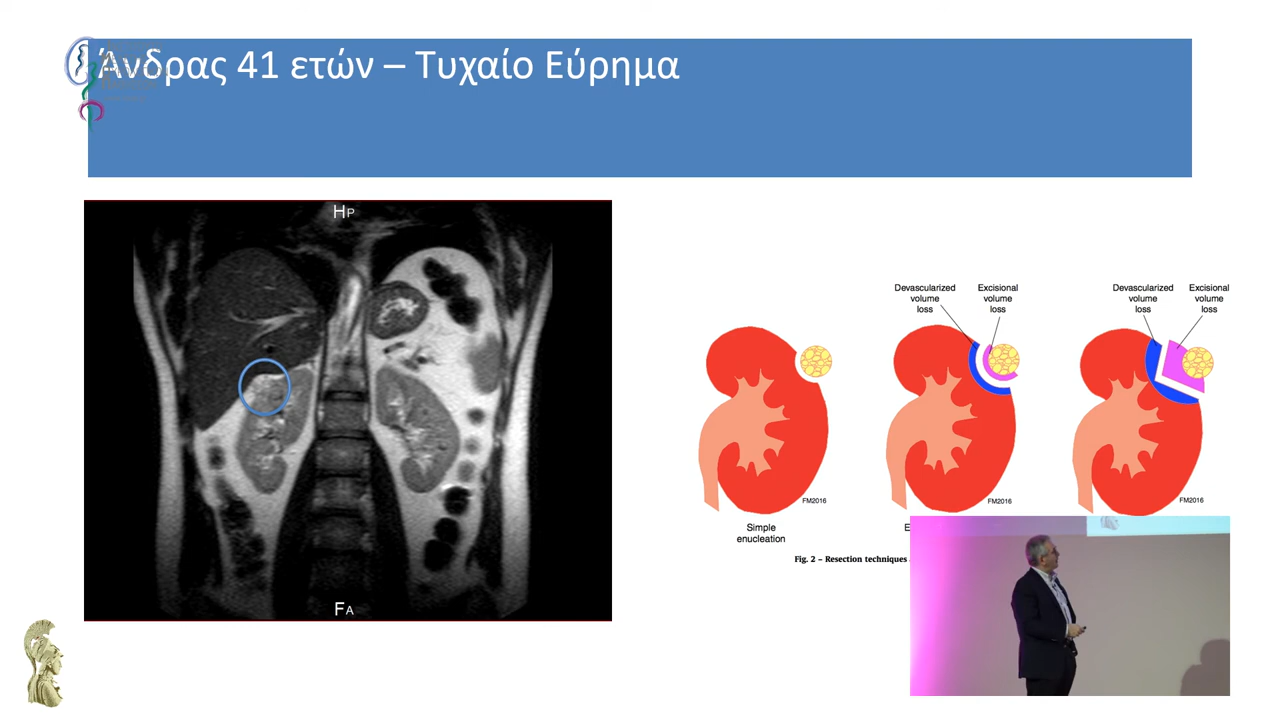 Άνδρας 41 ετών – Τυχαίο Εύρημα
HP
FA
Devascularized
volume
loss
Excisional
volume
loss
Devascularized
volume
loss
Excisional
volume
loss
FM2016
FM2016
FM2016
Simple
enucleation
E
Fig. 2 – Resection techniques